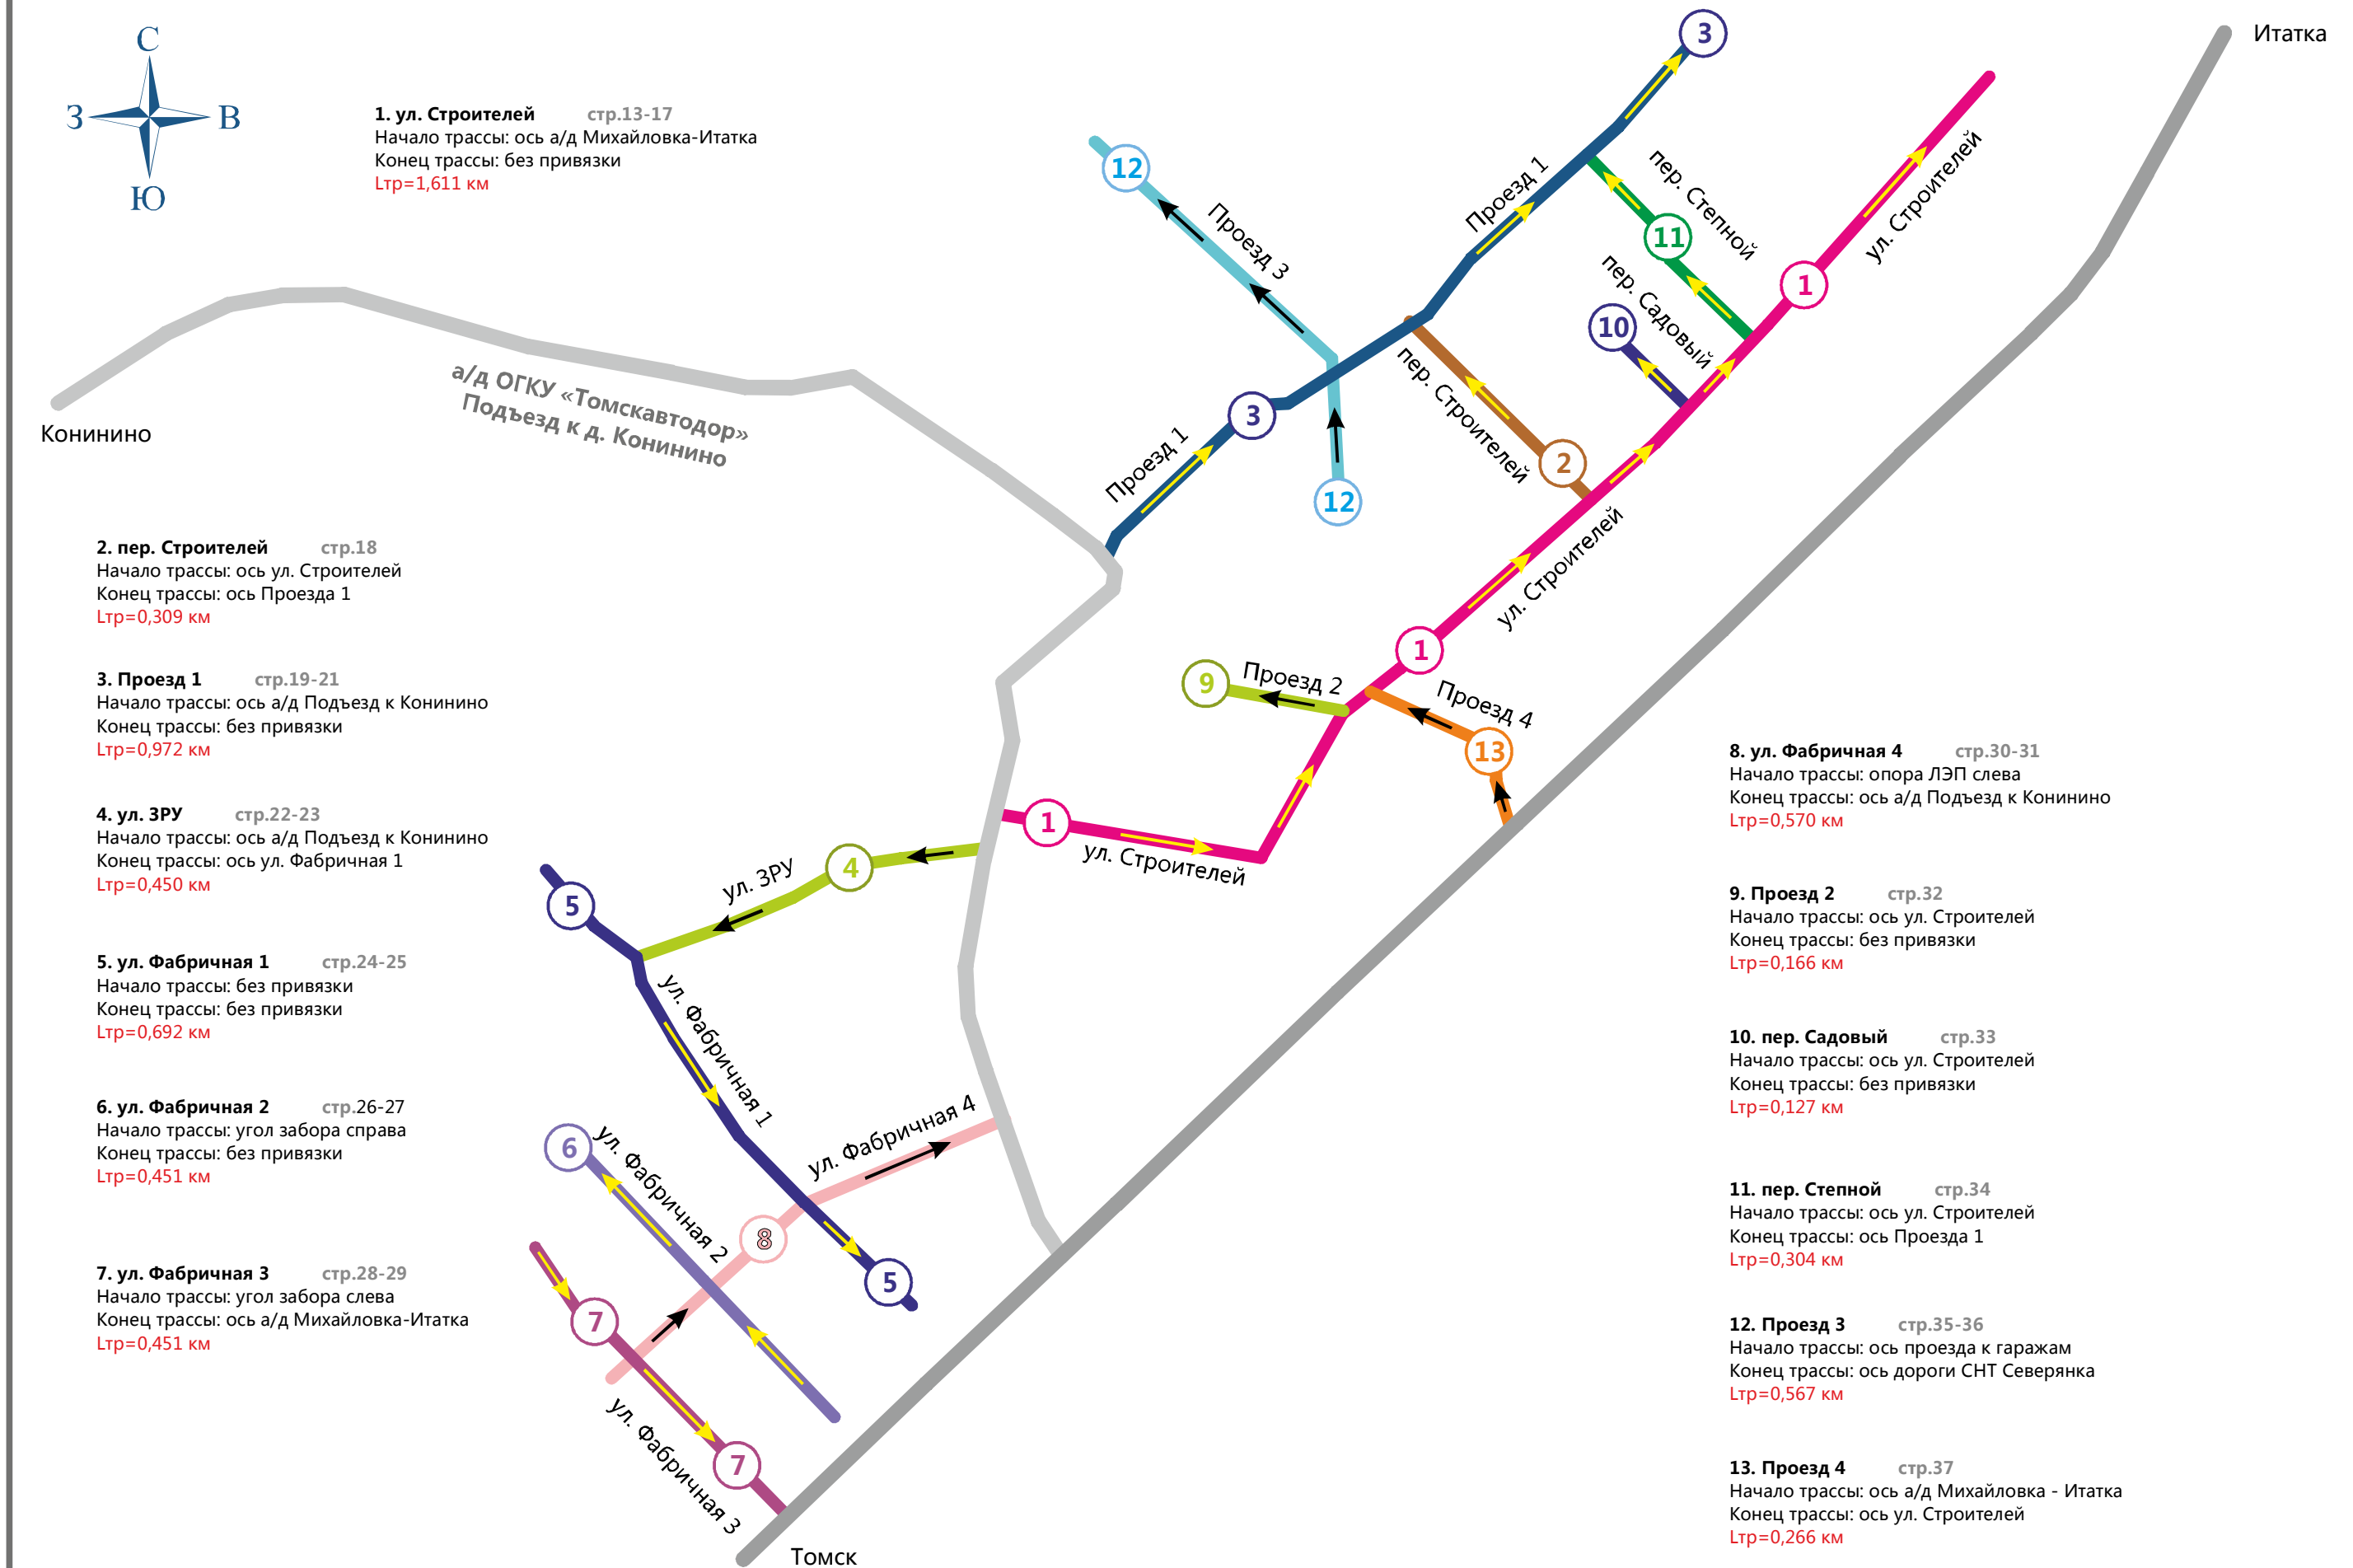 С
З
В
Ю
1. ул. Строителей стр.13-17
Начало трассы: ось а/д Михайловка-Итатка
Конец трассы: без привязки
Lтр=1,611 км
Итатка
Конинино
а/д ОГКУ «Томскавтодор»
Подъезд к д. Конинино
3
12
Проезд 3
Проезд 1
пер. Степной
11
ул. Строителей
1
пер. Садовый
10
3
Проезд 1
12
пер. Строителей
2
ул. Строителей
1
9
Проезд 2
Проезд 4
13
1
ул. Строителей
4
ул. ЗРУ
5
ул. Фабричная 1
ул. Фабричная 4
6
ул. Фабричная 2
8
5
7
7
ул. Фабричная 3
Томск
2. пер. Строителей стр.18
Начало трассы: ось ул. Строителей
Конец трассы: ось Проезда 1
Lтр=0,309 км
3. Проезд 1 стр.19-21
Начало трассы: ось а/д Подъезд к Конинино
Конец трассы: без привязки
Lтр=0,972 км
4. ул. ЗРУ стр.22-23
Начало трассы: ось а/д Подъезд к Конинино
Конец трассы: ось ул. Фабричная 1
Lтр=0,450 км
5. ул. Фабричная 1 стр.24-25
Начало трассы: без привязки
Конец трассы: без привязки
Lтр=0,692 км
6. ул. Фабричная 2 стр.26-27
Начало трассы: угол забора справа
Конец трассы: без привязки
Lтр=0,451 км
7. ул. Фабричная 3 стр.28-29
Начало трассы: угол забора слева
Конец трассы: ось а/д Михайловка-Итатка
Lтр=0,451 км
8. ул. Фабричная 4 стр.30-31
Начало трассы: опора ЛЭП слева
Конец трассы: ось а/д Подъезд к Конинино
Lтр=0,570 км
9. Проезд 2 стр.32
Начало трассы: ось ул. Строителей
Конец трассы: без привязки
Lтр=0,166 км
10. пер. Садовый стр.33
Начало трассы: ось ул. Строителей
Конец трассы: без привязки
Lтр=0,127 км
11. пер. Степной стр.34
Начало трассы: ось ул. Строителей
Конец трассы: ось Проезда 1
Lтр=0,304 км
12. Проезд 3 стр.35-36
Начало трассы: ось проезда к гаражам
Конец трассы: ось дороги СНТ Северянка
Lтр=0,567 км
13. Проезд 4 стр.37
Начало трассы: ось а/д Михайловка - Итатка
Конец трассы: ось ул. Строителей
Lтр=0,266 км